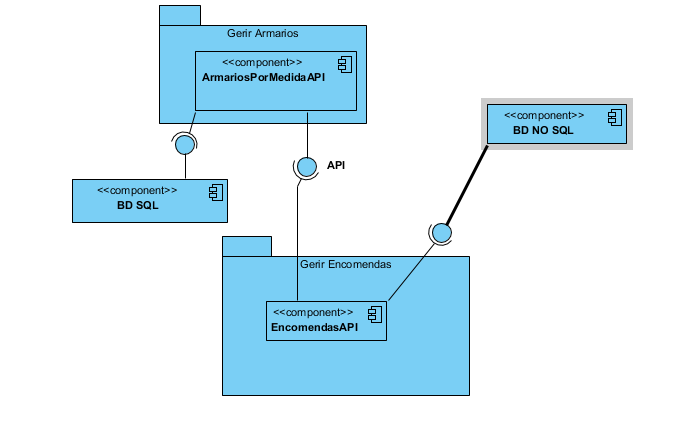 Gerir Armarios
<<component>>
ArmariosPorMedidaAPI
<<component>>
BD NO SQL
API
<<component>>
BD SQL
Gerir Encomendas
<<component>>
EncomendasAPI